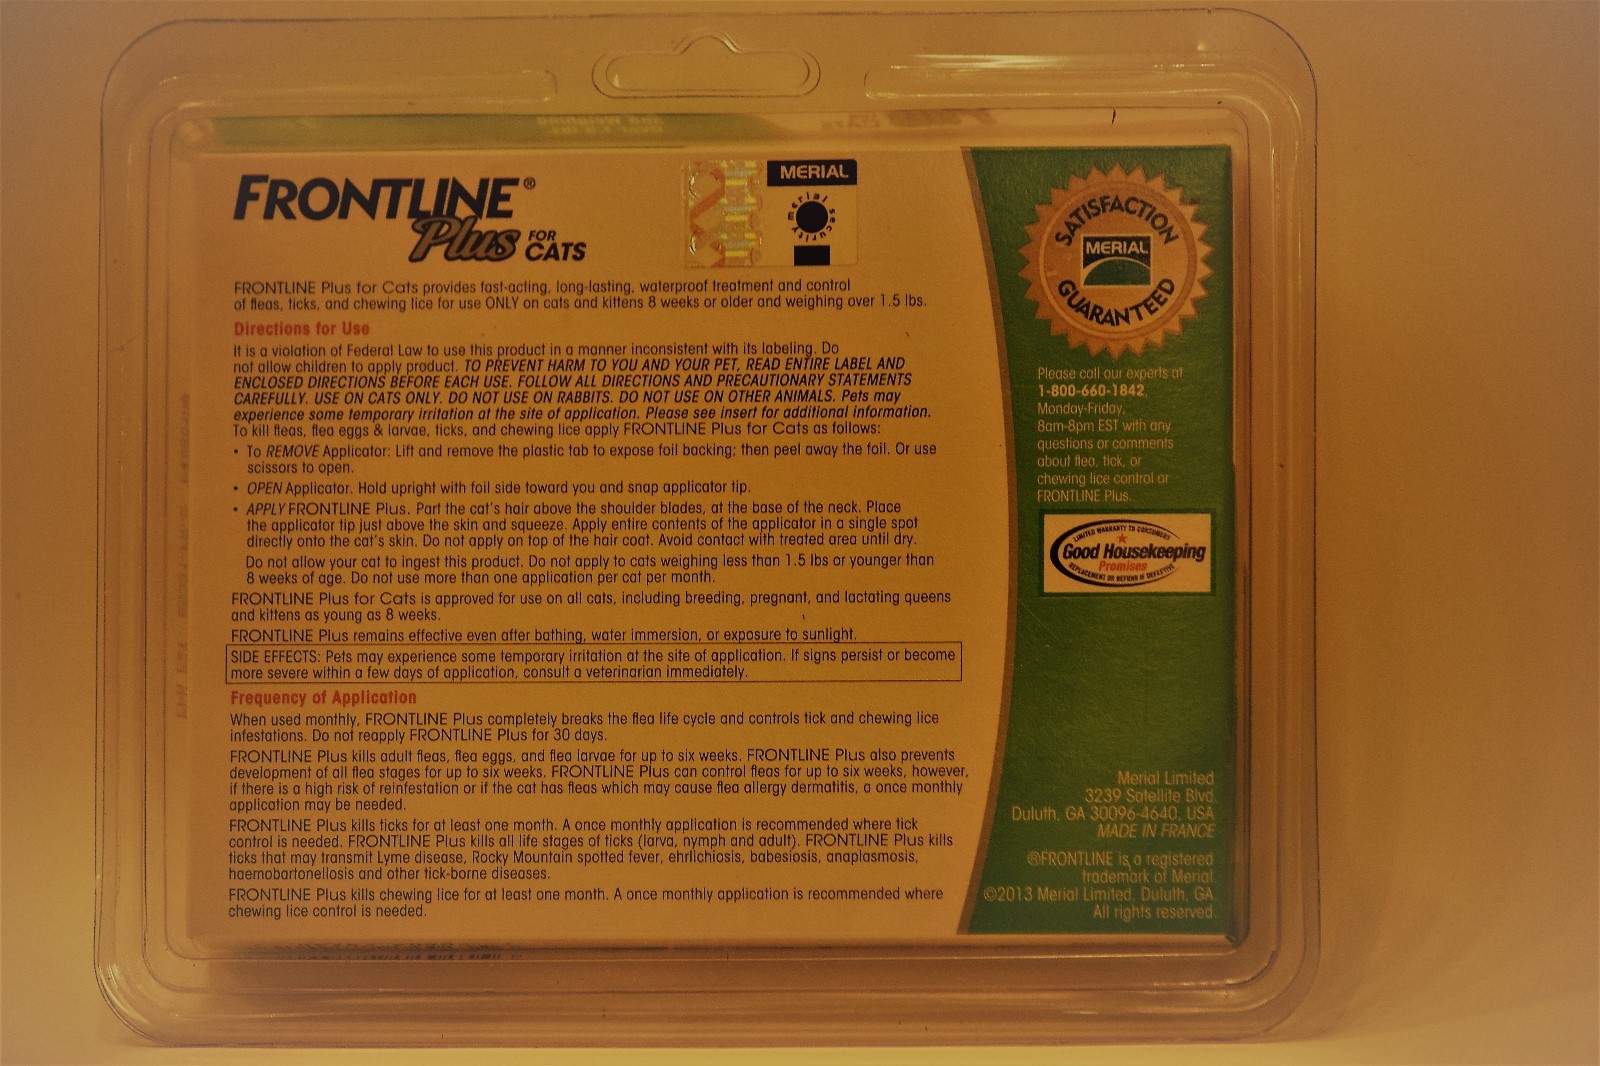 FRONTLINE®
Plus FOR
CATS
MERIAL
merial security
FRONTLINE Plus for Cats provides fast-acting, long-lasting, waterproof treatment and control
of fleas, ticks, and chewing lice for use ONLY on cats and kittens 8 weeks or older and weighing over 1.5 lbs.
Directions for Use
It is a violation of Federal Law to use this product in a manner inconsistent with its labeling. Do
not allow children to apply product. TO PREVENT HARM TO YOU AND YOUR PET, READ ENTIRE LABEL AND
ENCLOSED DIRECTIONS BEFORE EACH USE. FOLLOW ALL DIRECTIONS AND PRECAUTIONARY STATEMENTS
CAREFULLY. USE ON CATS ONLY. DO NOT USE ON RABBITS. DO NOT USE ON OTHER ANIMALS. Pets may
experience some temporary irritation at the site of application. Please see insert for additional information.
To kill fleas, flea eggs & larvae, ticks, and chewing lice apply FRONTLINE Plus for Cats as follows:
• To REMOVE Applicator: Lift and remove the plastic tab to expose foil backing; then peel away the foil. Or use
scissors to open.
• OPEN Applicator. Hold upright with foil side toward you and snap applicator tip.
• APPLY FRONTLINE Plus. Part the cat's hair above the shoulder blades, at the base of the neck. Place
the applicator tip just above the skin and squeeze. Apply entire contents of the applicator in a single spot
directly onto the cat's skin. Do not apply on top of the hair coat. Avoid contact with treated area until dry.
Do not allow your cat to ingest this product. Do not apply to cats weighing less than 1.5 lbs or younger than
8 weeks of age. Do not use more than one application per cat per month.
FRONTLINE Plus for Cats is approved for use on all cats, including breeding, pregnant, and lactating queens
and kittens as young as 8 weeks.
FRONTLINE Plus remains effective even after bathing, water immersion, or exposure to sunlight.
SIDE EFFECTS: Pets may experience some temporary irritation at the site of application. If signs persist or become
more severe within a few days of application, consult a veterinarian immediately.
Frequency of Application
When used monthly, FRONTLINE Plus completely breaks the flea life cycle and controls tick and chewing lice
infestations. Do not reapply FRONTLINE Plus for 30 days.
FRONTLINE Plus kills adult fleas, flea eggs, and flea larvae for up to six weeks. FRONTLINE Plus also prevents
development of all flea stages for up to six weeks. FRONTLINE Plus can control fleas for up to six weeks, however,
if there is a high risk of reinfestation or if the cat has fleas which may cause flea allergy dermatitis, a once monthly
application may be needed.
FRONTLINE Plus kills ticks for at least one month. A once monthly application is recommended where tick
control is needed. FRONTLINE Plus kills all life stages of ticks (larva, nymph and adult). FRONTLINE Plus kills
ticks that may transmit Lyme disease, Rocky Mountain spotted fever, ehrlichiosis, babesiosis, anaplasmosis,
haemobartonellosis and other tick-borne diseases.
FRONTLINE Plus kills chewing lice for at least one month. A once monthly application is recommended where
chewing lice control is needed.
SATISFACTION
MERIAL
GUARANTEED
Please call our experts at
1-800-660-1842,
Monday-Friday,
8am-8pm EST with any
questions or comments
about flea, tick, or
chewing lice control or
FRONTLINE Plus.
LIMITED WARRANTY TO CONSUMERS
Good Housekeeping
Promises
REPLACEMENT OR REFUND IF DEFECTIVE
Merial Limited
3239 Satellite Blvd.
Duluth, GA 30096-4640, USA
MADE IN FRANCE
®FRONTLINE is a registered
trademark of Merial.
©2013 Merial Limited, Duluth, GA.
All rights reserved.